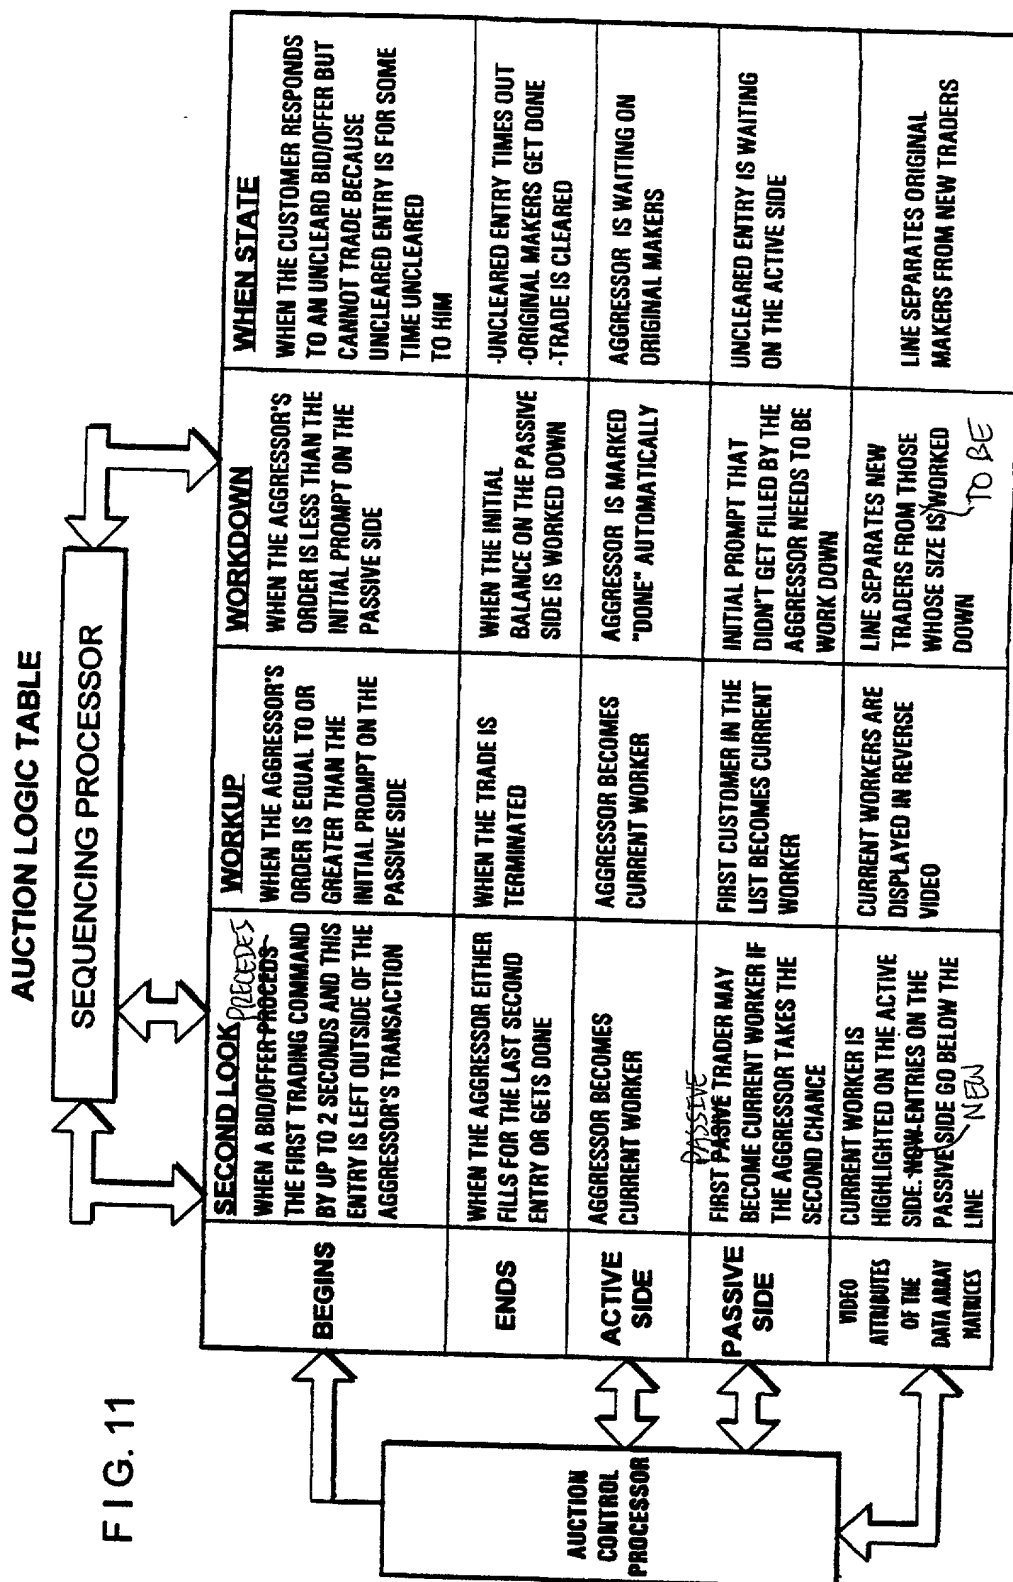 FIG. 11
AUCTION LOGIC TABLE
SEQUENCING PROCESSOR
AUCTION
CONTROL
PROCESSOR
SECOND LOOK
WORKUP
WORKDOWN
WHEN STATE
BEGINS
PRECEDES
WHEN A BID/OFFER PROCEDS
THE FIRST TRADING COMMAND
BY UP TO 2 SECONDS AND THIS
ENTRY IS LEFT OUTSIDE OF THE
AGGRESSOR'S TRANSACTION
WHEN THE AGGRESSOR'S
ORDER IS EQUAL TO OR
GREATER THAN THE
INITIAL PROMPT ON THE
PASSIVE SIDE
WHEN THE AGGRESSOR'S
ORDER IS LESS THAN THE
INITIAL PROMPT ON THE
PASSIVE SIDE
WHEN THE CUSTOMER RESPONDS
TO AN UNCLEARD BID/OFFER BUT
CANNOT TRADE BECAUSE
UNCLEARED ENTRY IS FOR SOME
TIME UNCLEARED
TO HIM
ENDS
WHEN THE AGGRESSOR EITHER
FILLS FOR THE LAST SECOND
ENTRY OR GETS DONE
WHEN THE TRADE IS
TERMINATED
WHEN THE INITIAL
BALANCE ON THE PASSIVE
SIDE IS WORKED DOWN
-UNCLEARED ENTRY TIMES OUT
-ORIGINAL MAKERS GET DONE
-TRADE IS CLEARED
ACTIVE
SIDE
AGGRESSOR BECOMES
CURRENT WORKER
AGGRESSOR BECOMES
CURRENT WORKER
AGGRESSOR IS MARKED
"DONE" AUTOMATICALLY
AGGRESSOR IS WAITING ON
ORIGINAL MAKERS
PASSIVE
SIDE
PASSIVE
FIRST PASIVE TRADER MAY
BECOME CURRENT WORKER IF
THE AGGRESSOR TAKES THE
SECOND CHANCE
FIRST CUSTOMER IN THE
LIST BECOMES CURRENT
WORKER
INITIAL PROMPT THAT
DIDN'T GET FILLED BY THE
AGGRESSOR NEEDS TO BE
WORK DOWN
UNCLEARED ENTRY IS WAITING
ON THE ACTIVE SIDE
VIDEO
ATTRIBUTES
OF THE
DATA ARRAY
MATRICES
CURRENT WORKER IS
HIGHLIGHTED ON THE ACTIVE
SIDE. NOW ENTRIES ON THE
PASSIVE SIDE GO BELOW THE
LINE
NEW
CURRENT WORKERS ARE
DISPLAYED IN REVERSE
VIDEO
LINE SEPARATES NEW
TRADERS FROM THOSE
WHOSE SIZE IS WORKED
DOWN
TO BE
LINE SEPARATES ORIGINAL
MAKERS FROM NEW TRADERS